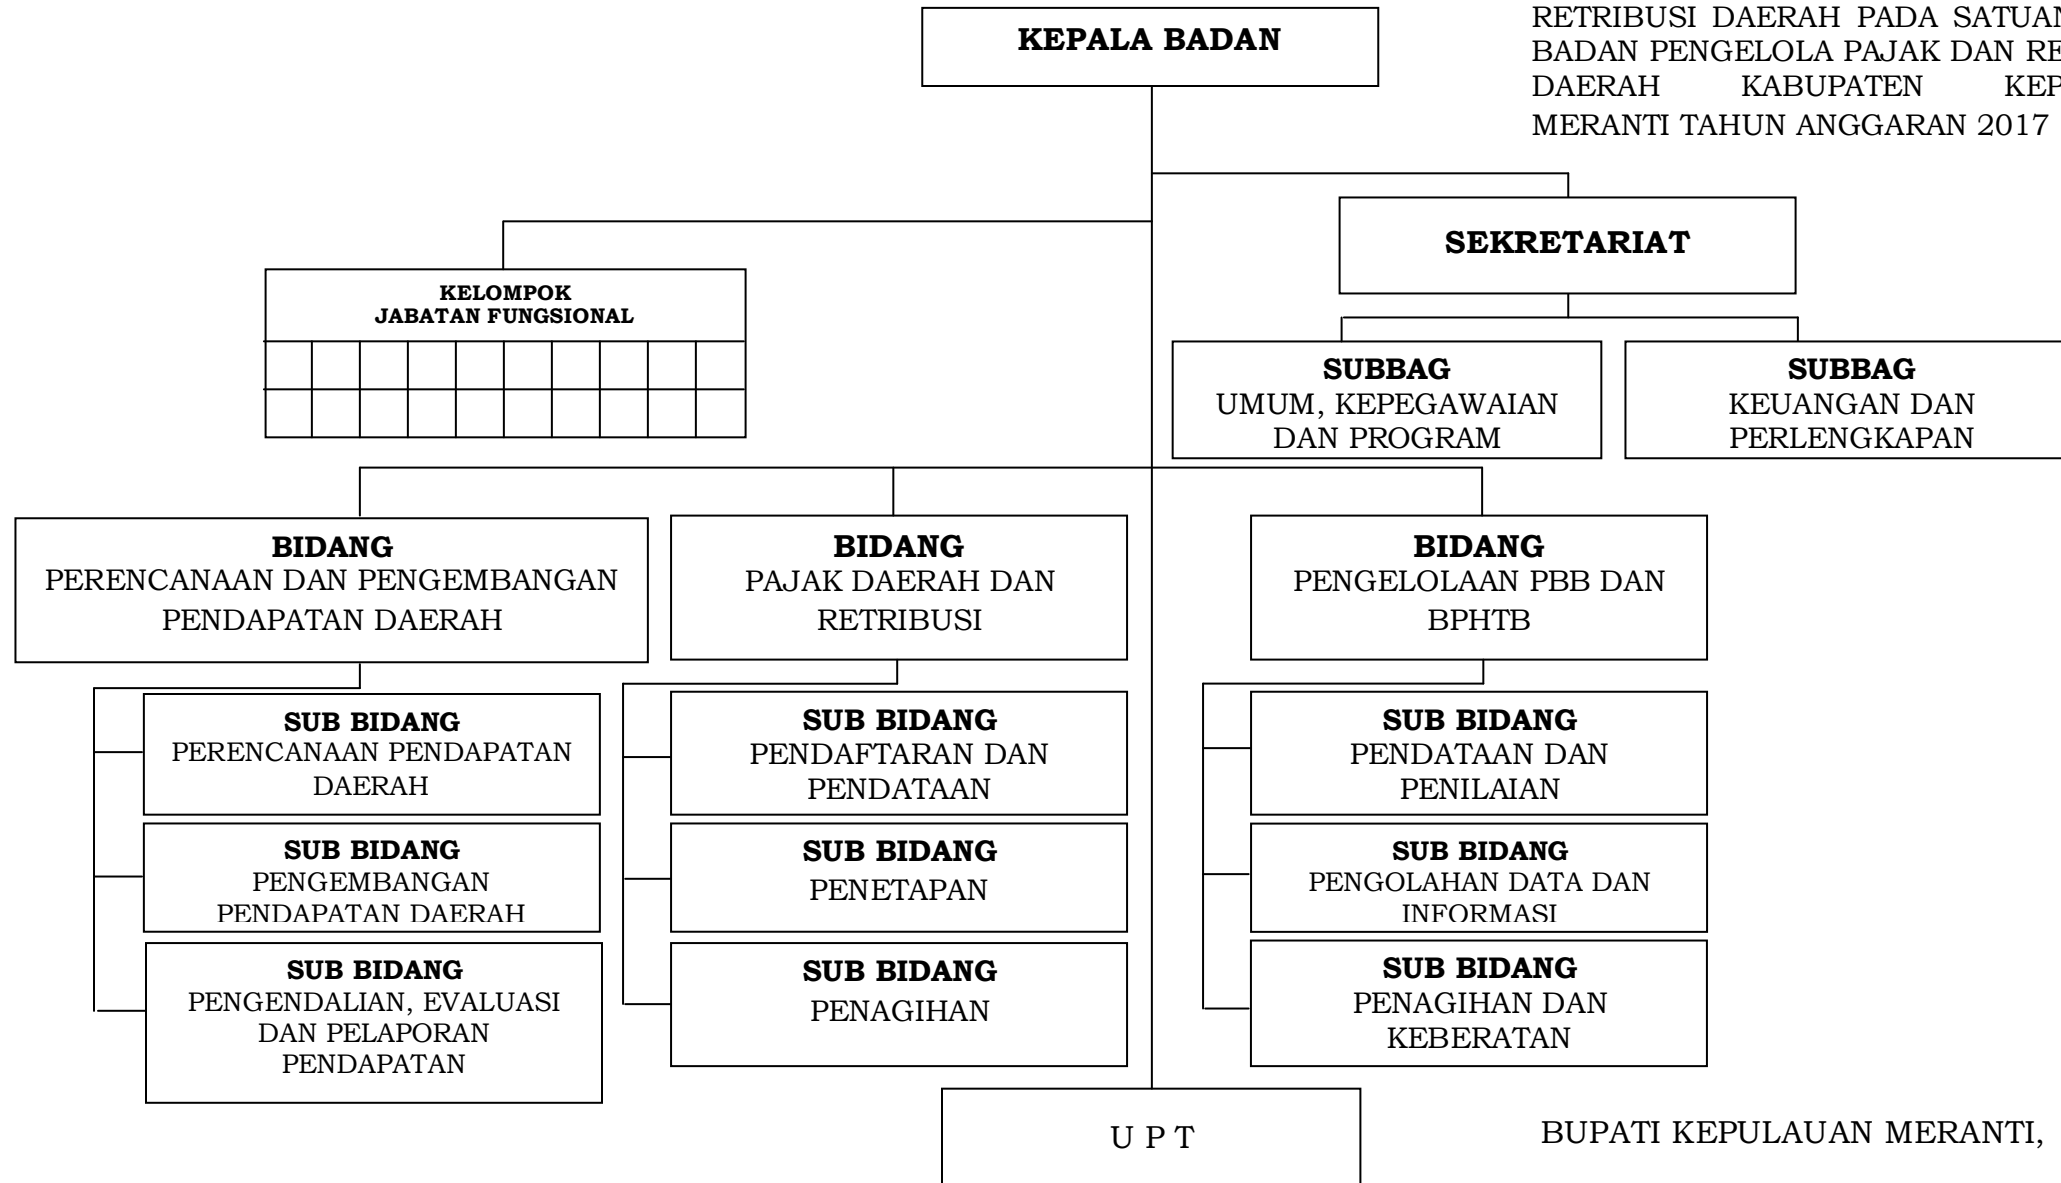 KEPALA BADAN
RETRIBUSI DAERAH PADA SATUAN
BADAN PENGELOLA PAJAK DAN RE
DAERAH KABUPATEN KEP
MERANTI TAHUN ANGGARAN 2017
SEKRETARIAT
KELOMPOK
JABATAN FUNGSIONAL
SUBBAG
UMUM, KEPEGAWAIAN
DAN PROGRAM
SUBBAG
KEUANGAN DAN
PERLENGKAPAN
BIDANG
PERENCANAAN DAN PENGEMBANGAN
PENDAPATAN DAERAH
BIDANG
PAJAK DAERAH DAN
RETRIBUSI
BIDANG
PENGELOLAAN PBB DAN
BPHTB
SUB BIDANG
PERENCANAAN PENDAPATAN
DAERAH
SUB BIDANG
PENDAFTARAN DAN
PENDATAAN
SUB BIDANG
PENDATAAN DAN
PENILAIAN
SUB BIDANG
PENGEMBANGAN
PENDAPATAN DAERAH
SUB BIDANG
PENETAPAN
SUB BIDANG
PENGOLAHAN DATA DAN
INFORMASI
SUB BIDANG
PENGENDALIAN, EVALUASI
DAN PELAPORAN
PENDAPATAN
SUB BIDANG
PENAGIHAN
SUB BIDANG
PENAGIHAN DAN
KEBERATAN
U P T
BUPATI KEPULAUAN MERANTI,